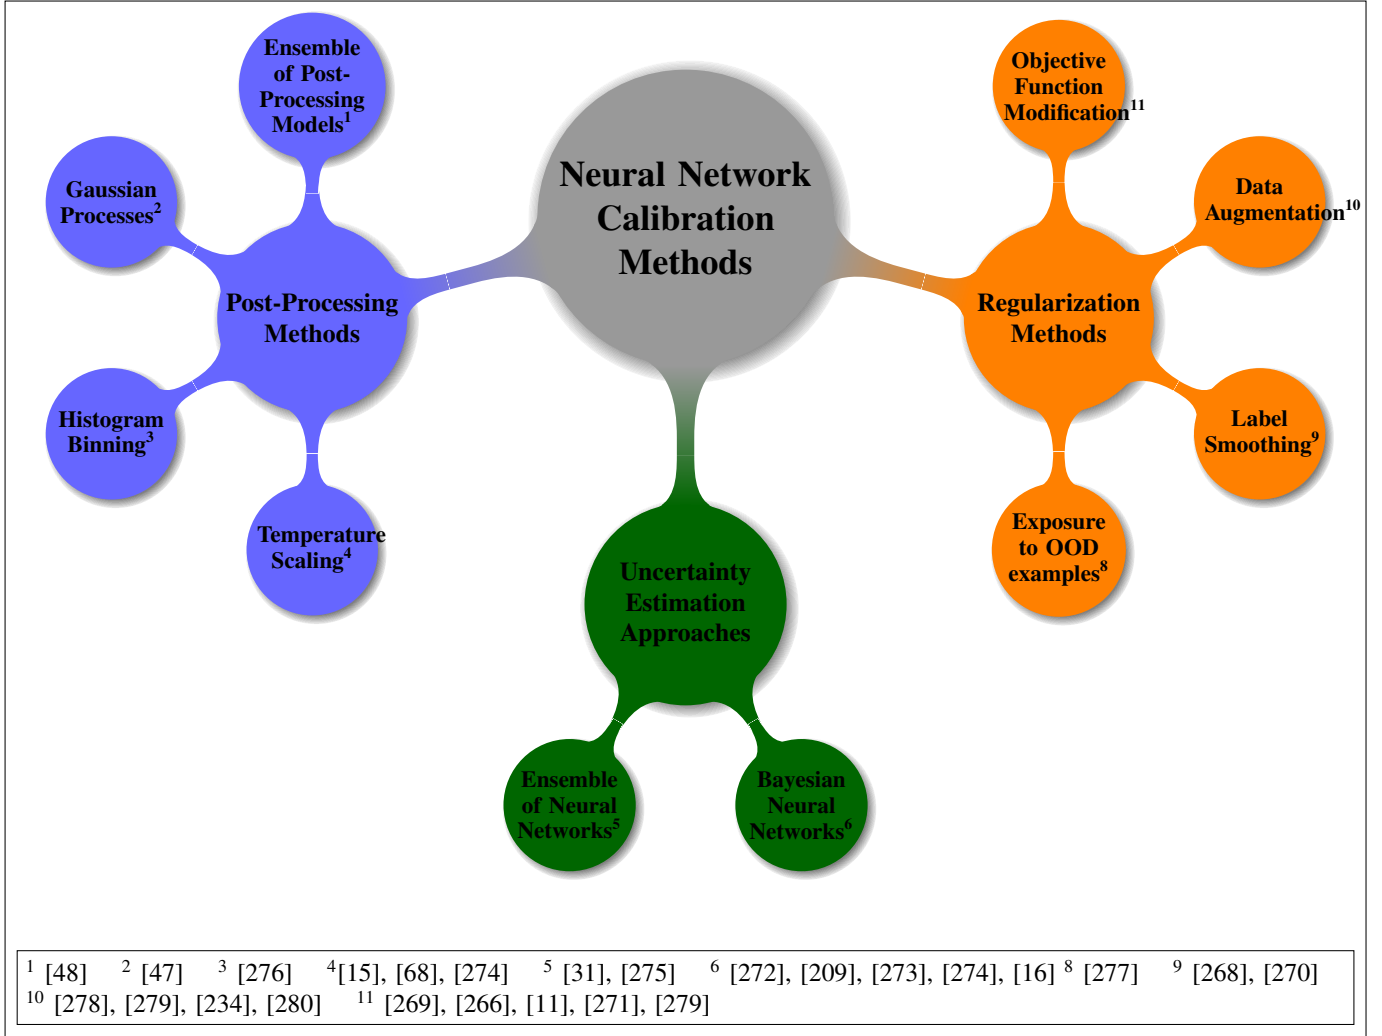 Neural Network
Calibration
Methods
Post-Processing
Methods
Ensemble
of Post-
Processing
Models¹
Gaussian
Processes²
Histogram
Binning³
Temperature
Scaling⁴
Uncertainty
Estimation
Approaches
Ensemble
of Neural
Networks⁵
Bayesian
Neural
Networks⁶
Regularization
Methods
Exposure
to OOD
examples⁸
Label
Smoothing⁹
Data
Augmentation¹⁰
Objective
Function
Modification¹¹
¹ [48] ² [47] ³ [276] ⁴[15], [68], [274] ⁵ [31], [275] ⁶ [272], [209], [273], [274], [16] ⁸ [277] ⁹ [268], [270]
¹⁰ [278], [279], [234], [280] ¹¹ [269], [266], [11], [271], [279]